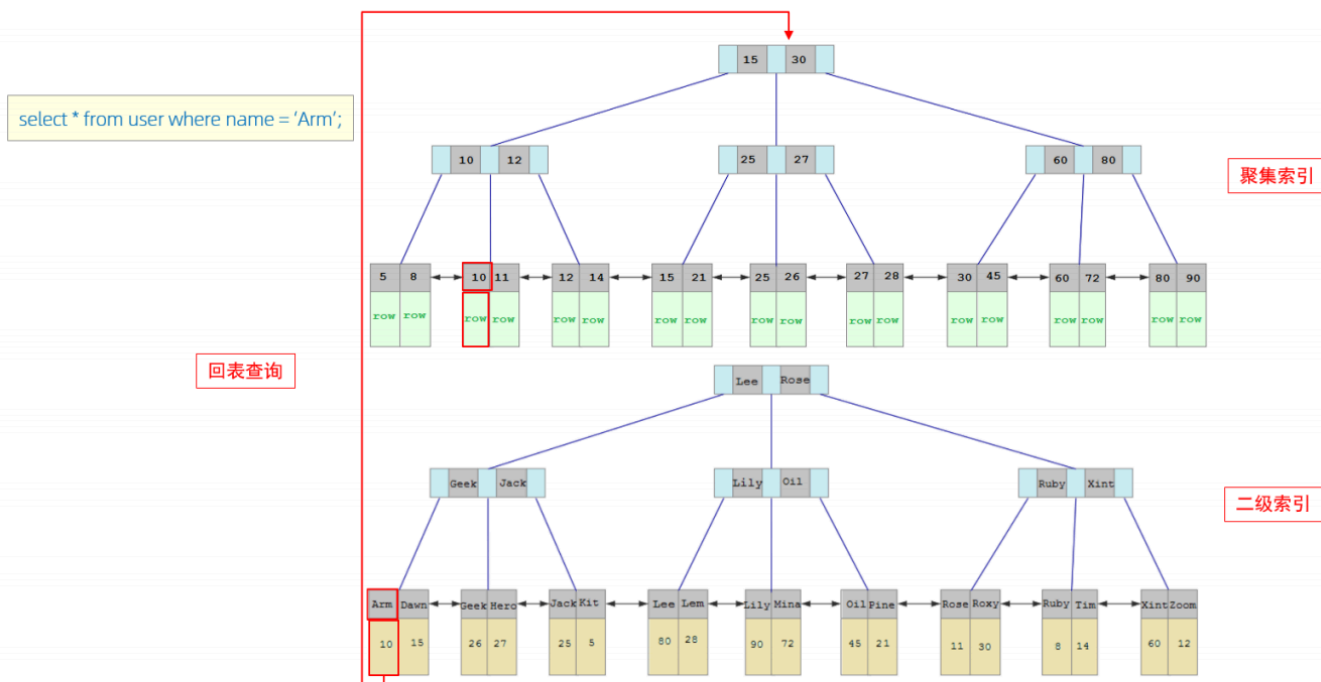 15 30
select * from user where name = 'Arm';
10 12 25 27 60 80
聚集索引
5 8 10 11 12 14 15 21 25 26 27 28 30 45 60 72 80 90
row row row row row row row row row row row row row row row row row row
回表查询
Lee Rose
Geek Jack Lily Oil Ruby Xint
二级索引
Arm Dawn Geek Hero Jack Kit Lee Lem Lily Mina Oil Pine Rose Roxy Ruby Tim Xint Zoom
10 15 26 27 25 5 80 28 90 72 45 21 11 30 8 14 60 12